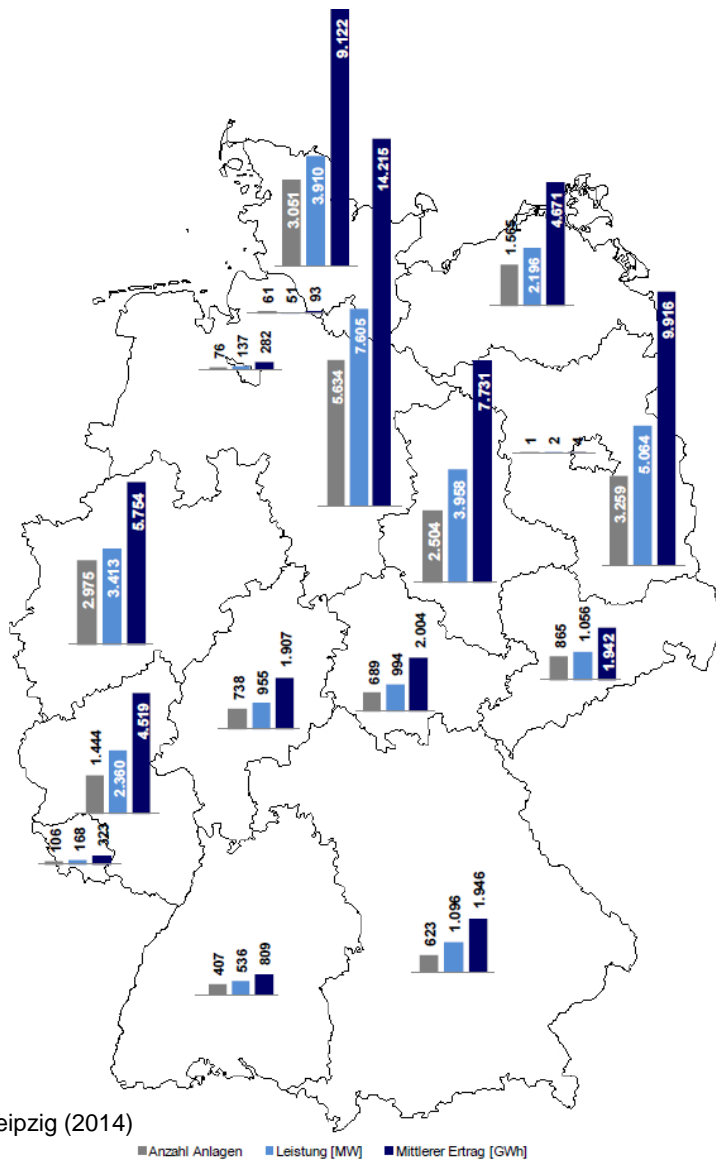 3.051 3.910 9.122
1.565 2.196 4.671
61 51 93
76 137 282
5.634 7.605 14.215
2.504 3.958 7.731
1 2 4
3.259 5.064 9.916
2.975 3.413 5.754
738 955 1.907
689 994 2.004
865 1.056 1.942
1.444 2.360 4.519
106 168 323
407 536 809
623 1.096 1.946
eipzig (2014)
Anzahl Anlagen Leistung [MW] Mittlerer Ertrag [GWh]